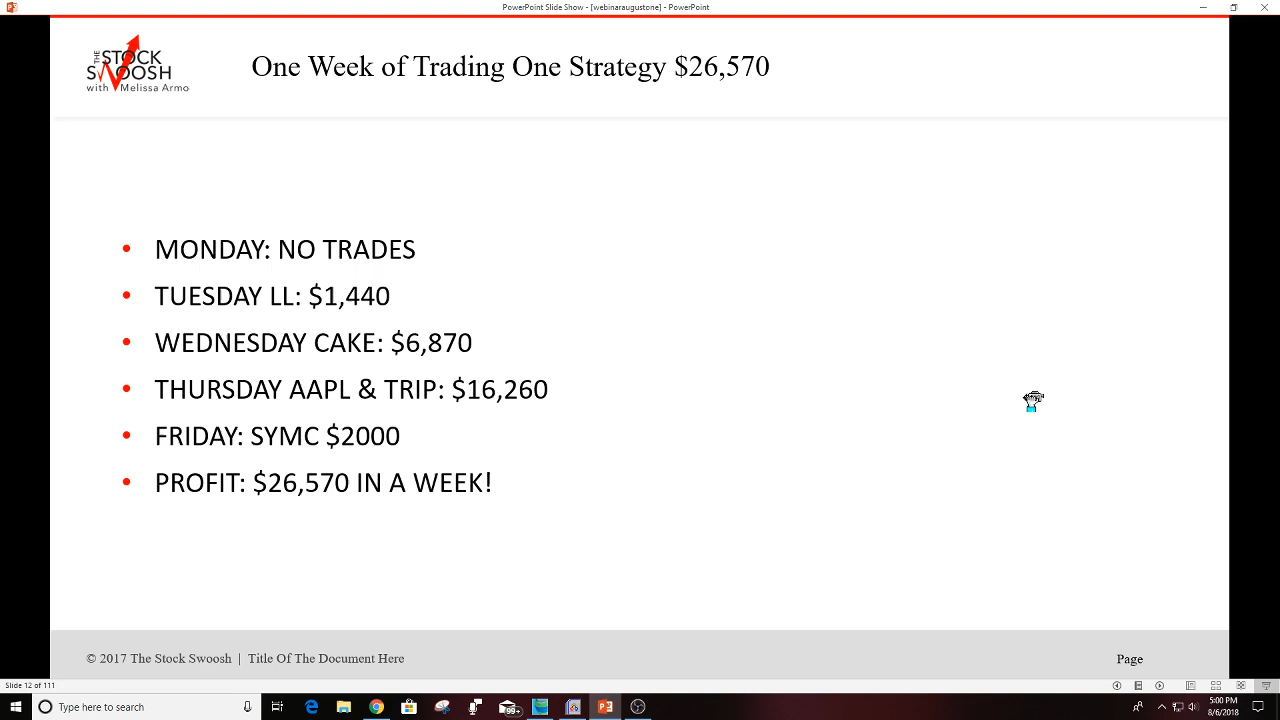 PowerPoint Slide Show - [webinaraugustone] - PowerPoint
THE
STOCK
SWOOSH
with Melissa Armo
One Week of Trading One Strategy $26,570
• MONDAY: NO TRADES
• TUESDAY LL: $1,440
• WEDNESDAY CAKE: $6,870
• THURSDAY AAPL & TRIP: $16,260
• FRIDAY: SYMC $2000
• PROFIT: $26,570 IN A WEEK!
© 2017 The Stock Swoosh | Title Of The Document Here
Page
Slide 12 of 111
Type here to search
99+
5:00 PM
8/6/2018